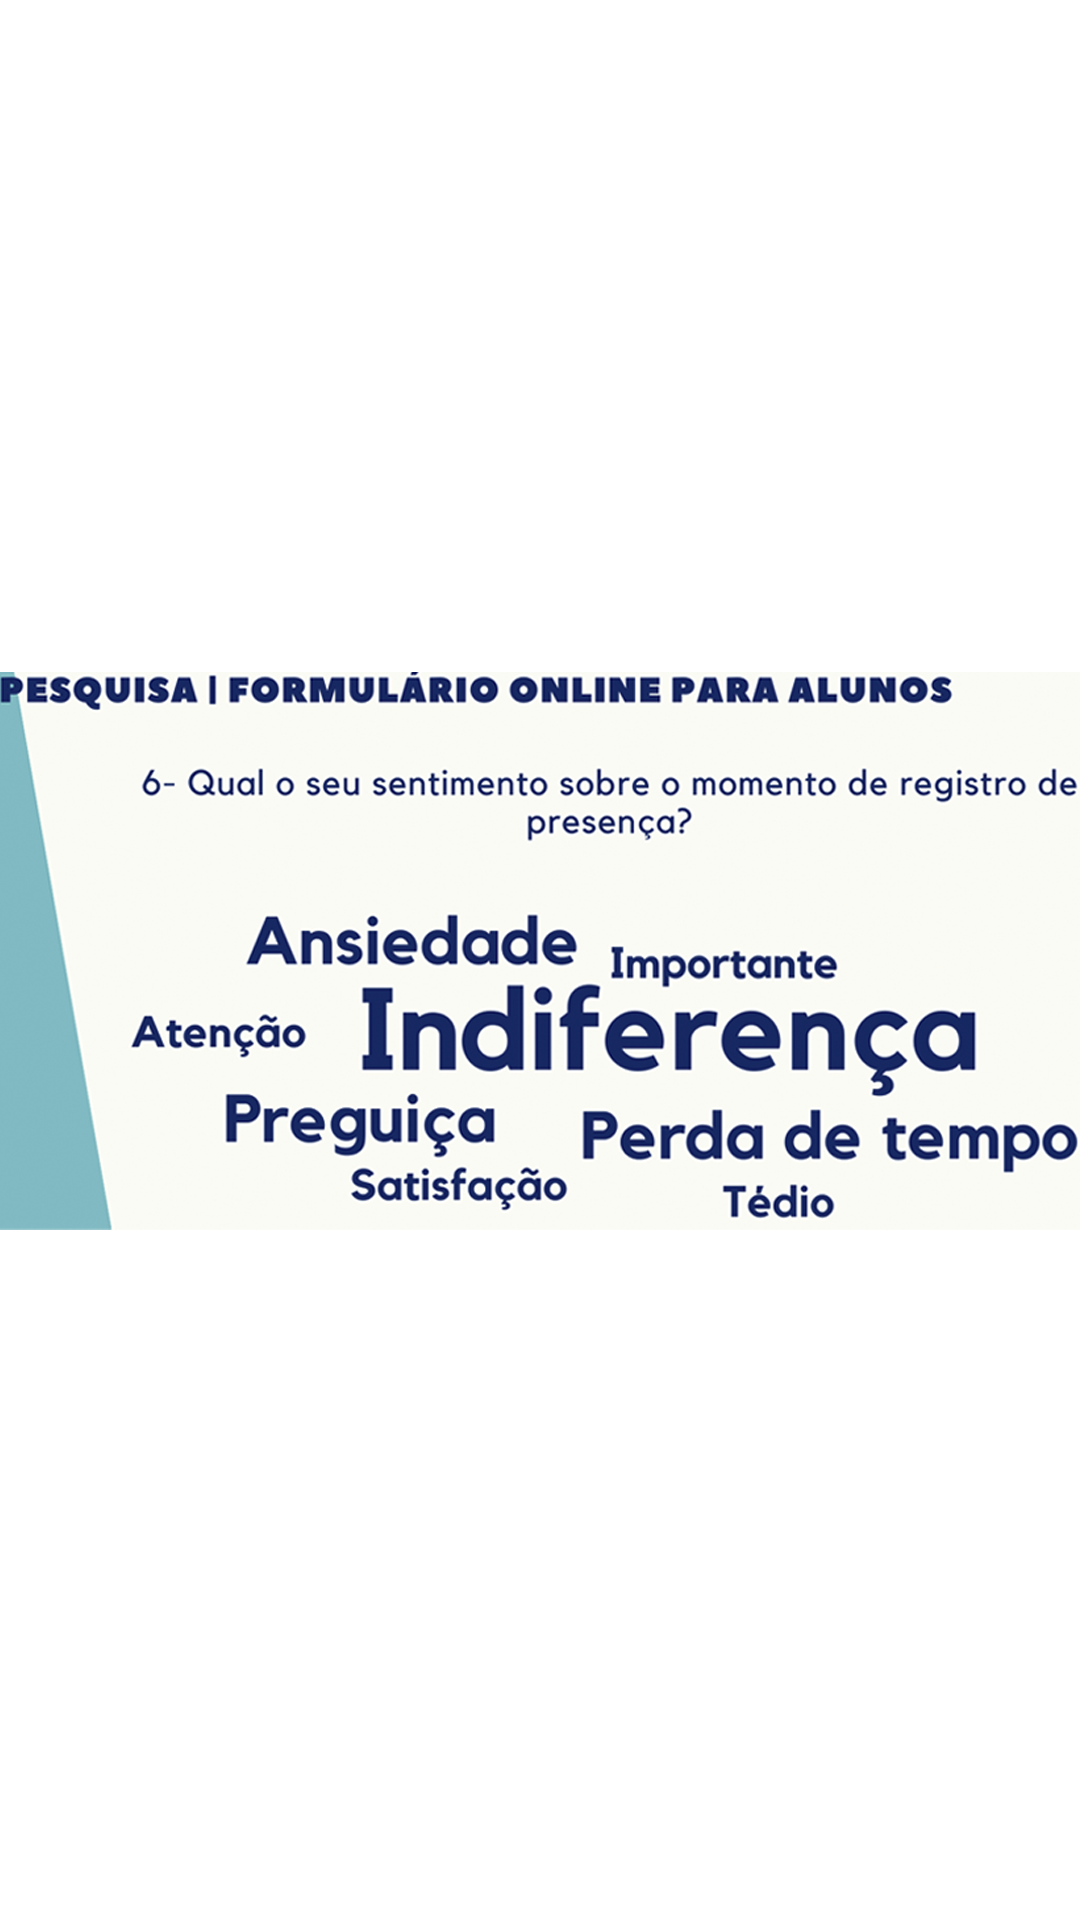 PESQUISA | FORMULÁRIO ONLINE PARA ALUNOS
6- Qual o seu sentimento sobre o momento de registro de
presença?
Ansiedade
Importante
Atenção
Indiferença
Preguiça
Perda de tempo
Satisfação
Tédio